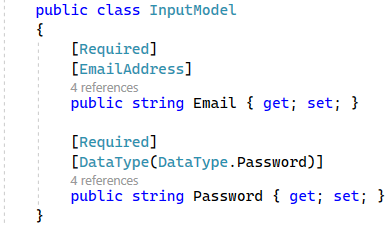 public class InputModel
{
[Required]
[EmailAddress]
4 references
public string Email { get; set; }
[Required]
[DataType(DataType.Password)]
4 references
public string Password { get; set; }
}